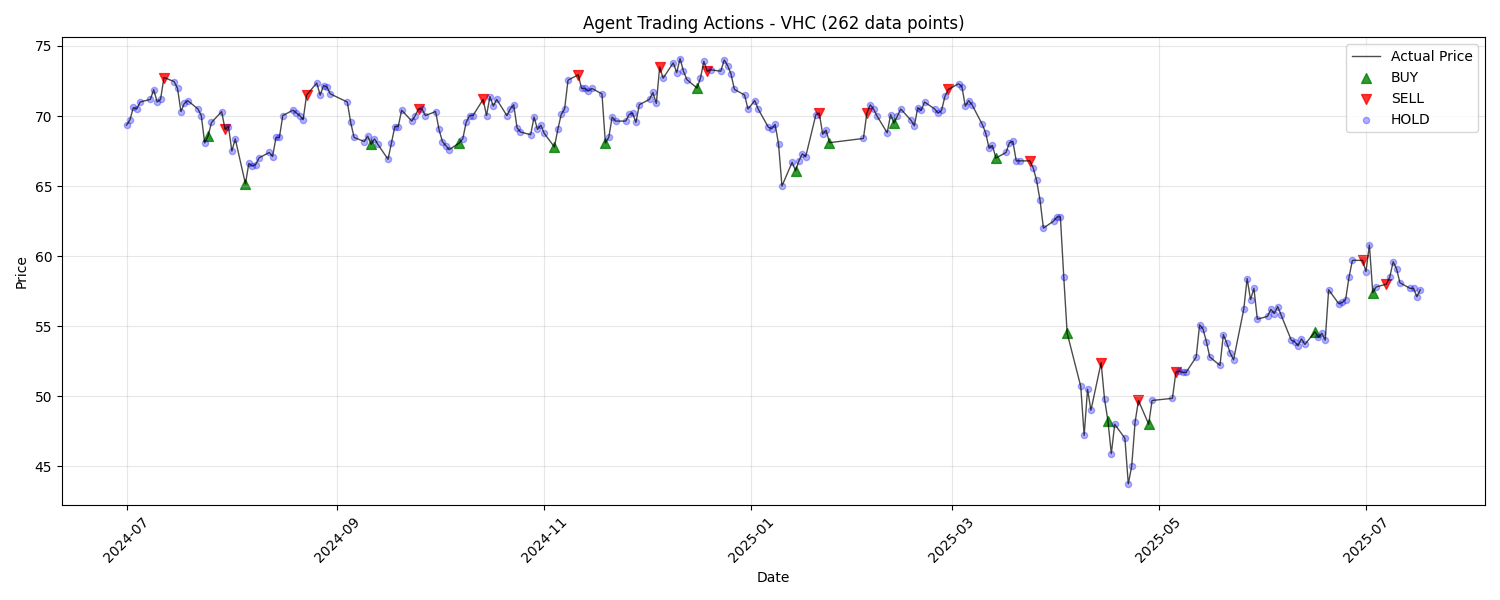 Agent Trading Actions - VHC (262 data points)
Actual Price
BUY
SELL
HOLD
75
70
65
60
55
50
45
Price
2024-07
2024-09
2024-11
2025-01
2025-03
2025-05
2025-07
Date